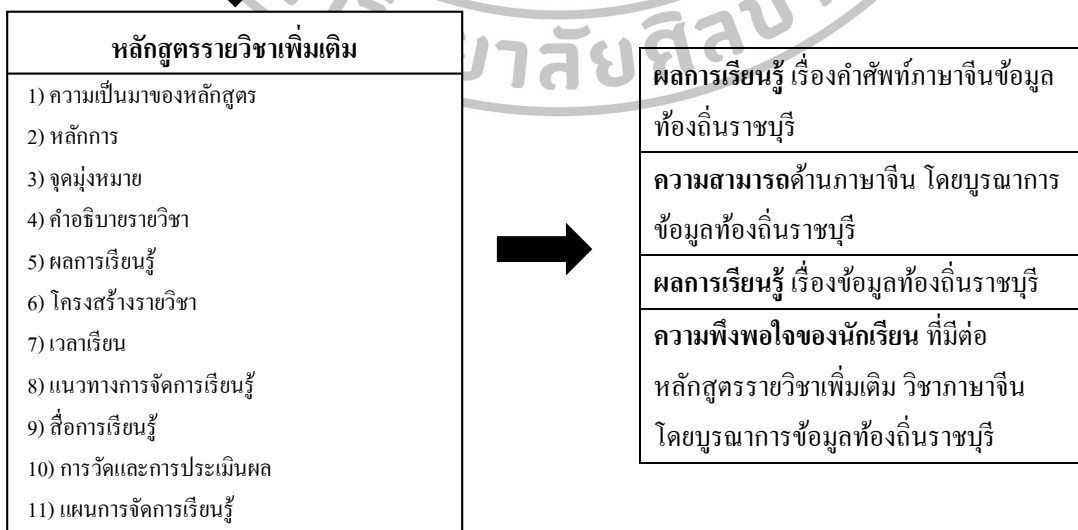 หลักสูตรรายวิชาเพิ่มเติม
1) ความเป็นมาของหลักสูตร
2) หลักการ
3) จุดมุ่งหมาย
4) คำอธิบายรายวิชา
5) ผลการเรียนรู้
6) โครงสร้างรายวิชา
7) เวลาเรียน
8) แนวทางการจัดการเรียนรู้
9) สื่อการเรียนรู้
10) การวัดและการประเมินผล
11) แผนการจัดการเรียนรู้
ผลการเรียนรู้ เรื่องคำศัพท์ภาษาจีนข้อมูล
ท้องถิ่นราชบุรี
ความสามารถด้านภาษาจีน โดยบูรณาการ
ข้อมูลท้องถิ่นราชบุรี
ผลการเรียนรู้ เรื่องข้อมูลท้องถิ่นราชบุรี
ความพึงพอใจของนักเรียน ที่มีต่อ
หลักสูตรรายวิชาเพิ่มเติม วิชาภาษาจีน
โดยบูรณาการข้อมูลท้องถิ่นราชบุรี